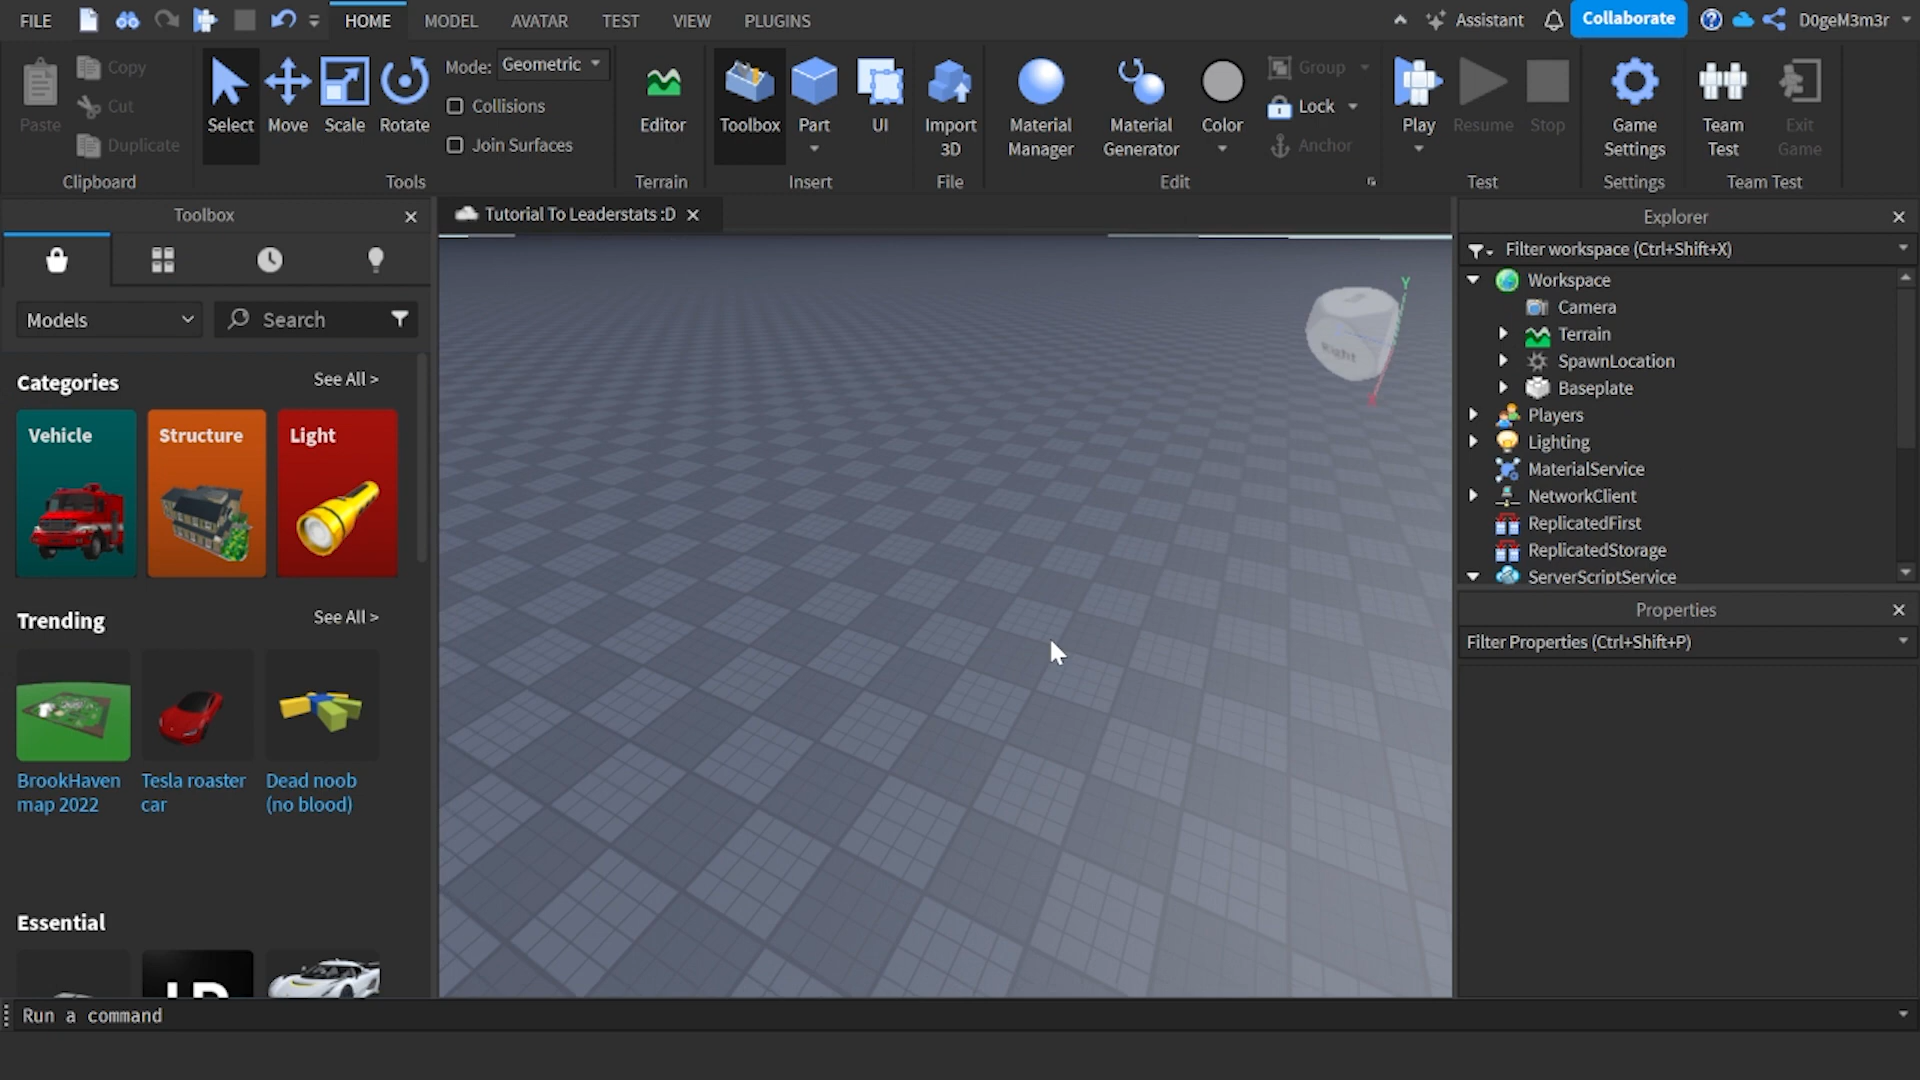 FILE
HOME
MODEL
AVATAR
TEST
VIEW
PLUGINS
Assistant
Collaborate
D0geM3m3r
Paste
Copy
Cut
Duplicate
Clipboard
Select
Move
Scale
Rotate
Mode: Geometric
Collisions
Join Surfaces
Tools
Editor
Terrain
Toolbox
Part
UI
Insert
Import
3D
File
Material
Manager
Material
Generator
Color
Group
Lock
Anchor
Edit
Play
Resume
Stop
Test
Game
Settings
Settings
Team
Test
Exit
Game
Team Test
Toolbox
Models
Search
Categories
See All >
Vehicle
Structure
Light
Trending
See All >
BrookHaven
map 2022
Tesla roaster
car
Dead noob
(no blood)
Essential
Tutorial To Leaderstats :D
Right
Y
Explorer
Filter workspace (Ctrl+Shift+X)
Workspace
Camera
Terrain
SpawnLocation
Baseplate
Players
Lighting
MaterialService
NetworkClient
ReplicatedFirst
ReplicatedStorage
ServerScriptService
Properties
Filter Properties (Ctrl+Shift+P)
Run a command